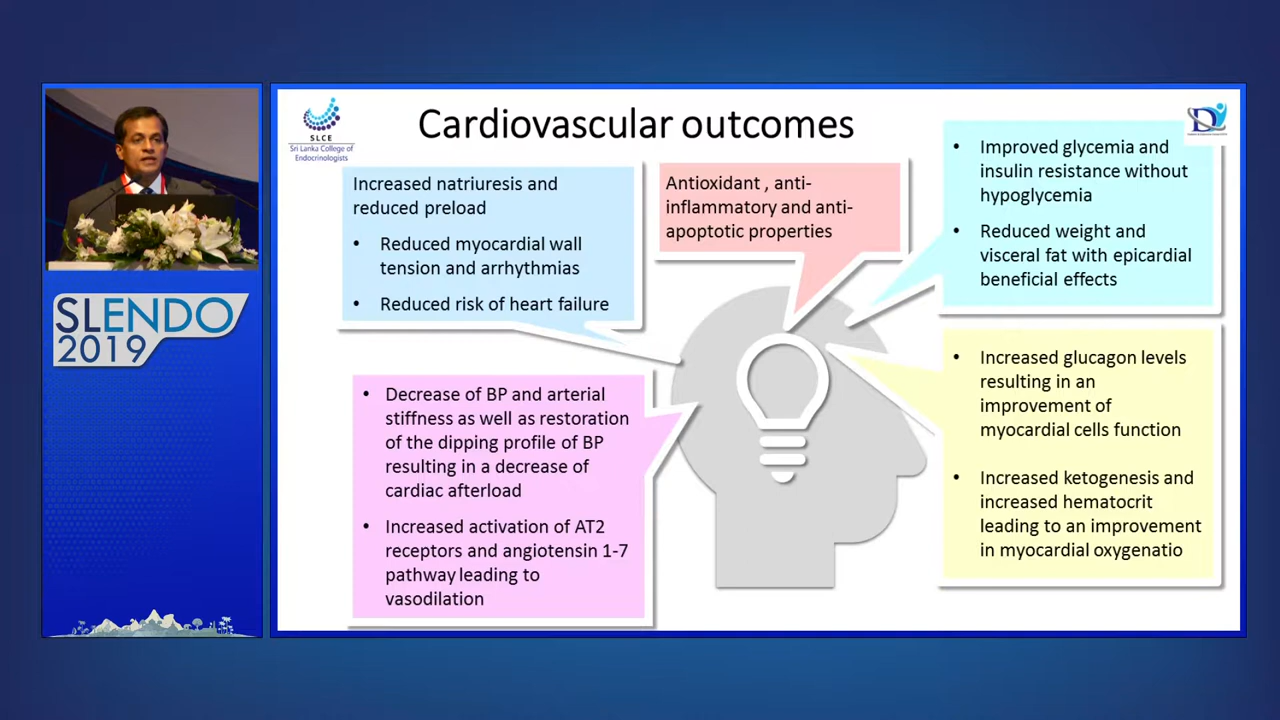 SLCE
Sri Lanka College of
Endocrinologists
Cardiovascular outcomes
Increased natriuresis and
reduced preload
• Reduced myocardial wall
tension and arrhythmias
• Reduced risk of heart failure
Antioxidant , anti-
inflammatory and anti-
apoptotic properties
• Improved glycemia and
insulin resistance without
hypoglycemia
• Reduced weight and
visceral fat with epicardial
beneficial effects
• Decrease of BP and arterial
stiffness as well as restoration
of the dipping profile of BP
resulting in a decrease of
cardiac afterload
• Increased activation of AT2
receptors and angiotensin 1-7
pathway leading to
vasodilation
• Increased glucagon levels
resulting in an
improvement of
myocardial cells function
• Increased ketogenesis and
increased hematocrit
leading to an improvement
in myocardial oxygenatio
SLENDO
2019